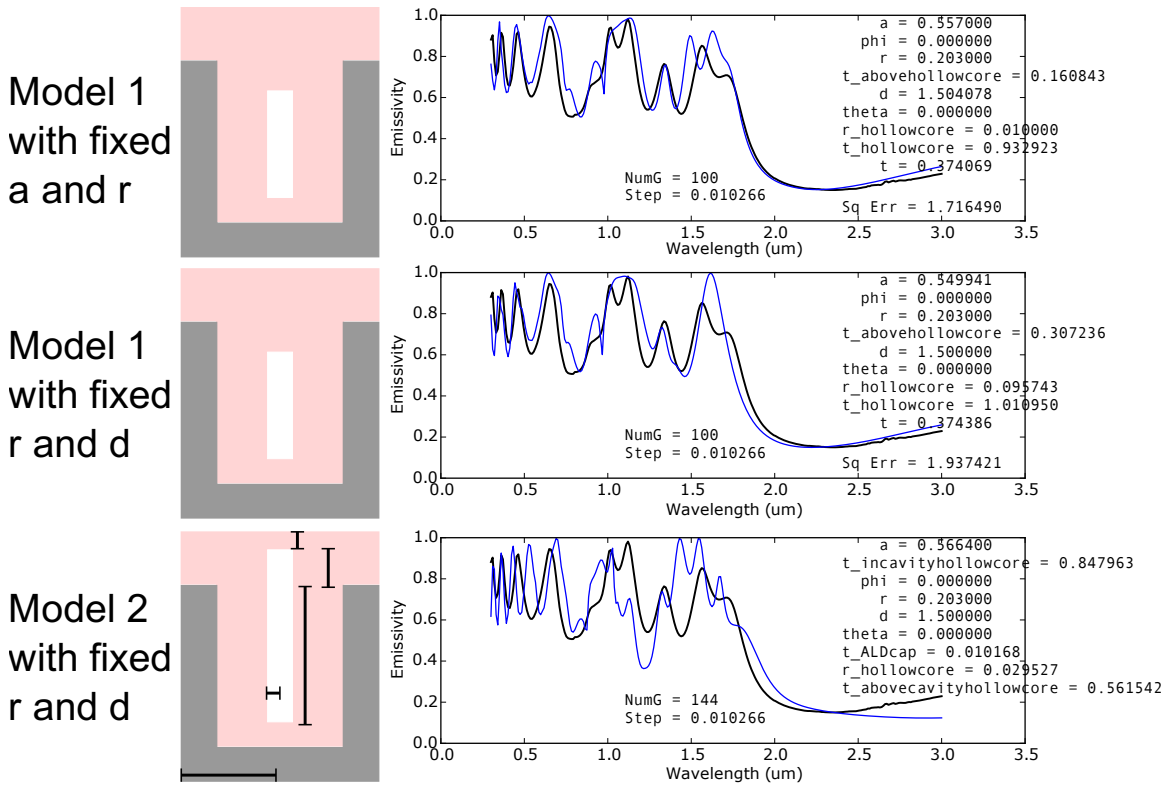 Model 1
with fixed
a and r
1.0
0.8
0.6
0.4
0.2
0.0
Emissivity
a = 0.557000
phi = 0.000000
r = 0.203000
t_abovehollowcore = 0.160843
d = 1.504078
theta = 0.000000
r_hollowcore = 0.010000
t_hollowcore = 0.932923
t = 0.374069
NumG = 100
Step = 0.010266
Sq Err = 1.716490
0.0 0.5 1.0 1.5 2.0 2.5 3.0 3.5
Wavelength (um)
Model 1
with fixed
r and d
1.0
0.8
0.6
0.4
0.2
0.0
Emissivity
a = 0.549941
phi = 0.000000
r = 0.203000
t_abovehollowcore = 0.307236
d = 1.500000
theta = 0.000000
r_hollowcore = 0.095743
t_hollowcore = 1.010950
t = 0.374386
NumG = 100
Step = 0.010266
Sq Err = 1.937421
0.0 0.5 1.0 1.5 2.0 2.5 3.0 3.5
Wavelength (um)
Model 2
with fixed
r and d
1.0
0.8
0.6
0.4
0.2
0.0
Emissivity
a = 0.566400
t_incavityhollowcore = 0.847963
phi = 0.000000
r = 0.203000
d = 1.500000
theta = 0.000000
t_ALDcap = 0.010168
r_hollowcore = 0.029527
t_abovecavityhollowcore = 0.561542
NumG = 144
Step = 0.010266
0.0 0.5 1.0 1.5 2.0 2.5 3.0 3.5
Wavelength (um)